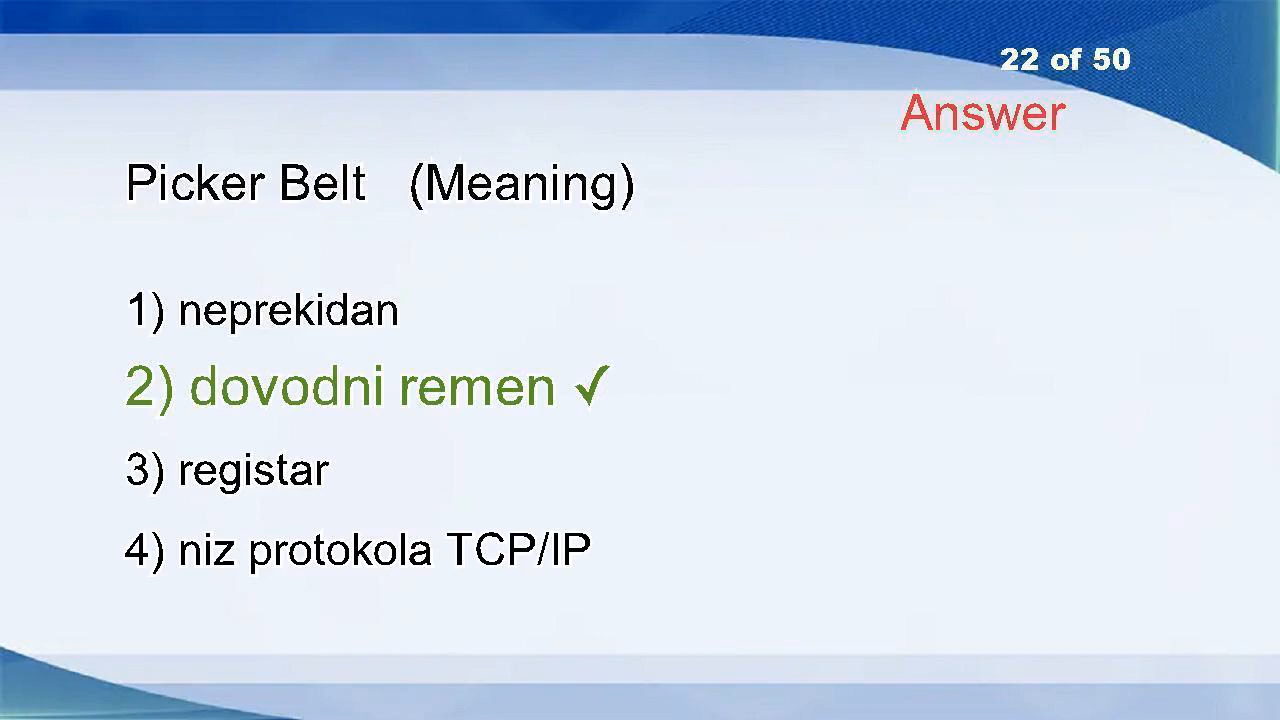 22 of 50
Answer
Picker Belt (Meaning)
1) neprekidan
2) dovodni remen ✓
3) registar
4) niz protokola TCP/IP